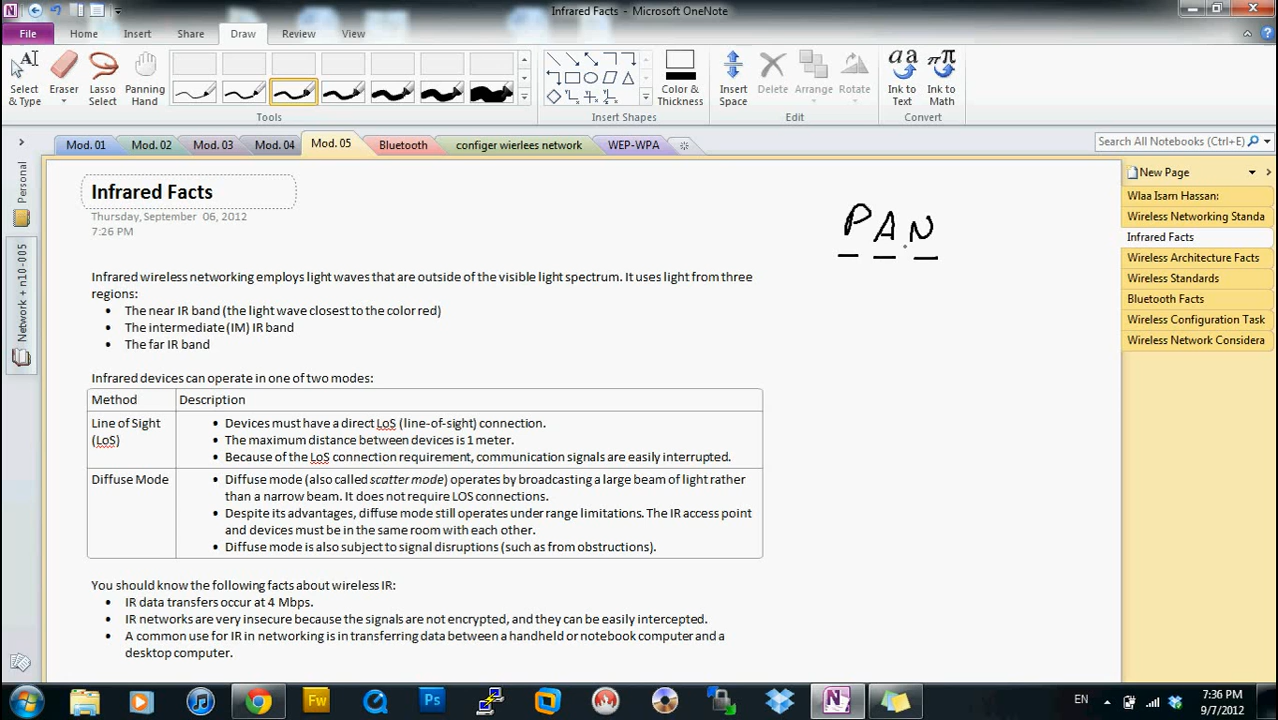 Infrared Facts - Microsoft OneNote
File Home Insert Share Draw Review View
Select & Type
Eraser
Lasso Select
Panning Hand
Color & Thickness
Insert Space
Delete
Arrange
Rotate
Ink to Text
Ink to Math
Tools
Insert Shapes
Edit
Convert
Mod. 01 Mod. 02 Mod. 03 Mod. 04 Mod. 05 Bluetooth configer wierlees network WEP-WPA
Search All Notebooks (Ctrl+E)
Personal
Network + n10-005
Infrared Facts
Thursday, September 06, 2012
7:26 PM
PAN
Infrared wireless networking employs light waves that are outside of the visible light spectrum. It uses light from three
regions:
• The near IR band (the light wave closest to the color red)
• The intermediate (IM) IR band
• The far IR band
Infrared devices can operate in one of two modes:
Method Description
Line of Sight
(LoS)
• Devices must have a direct LoS (line-of-sight) connection.
• The maximum distance between devices is 1 meter.
• Because of the LoS connection requirement, communication signals are easily interrupted.
Diffuse Mode
• Diffuse mode (also called scatter mode) operates by broadcasting a large beam of light rather
than a narrow beam. It does not require LOS connections.
• Despite its advantages, diffuse mode still operates under range limitations. The IR access point
and devices must be in the same room with each other.
• Diffuse mode is also subject to signal disruptions (such as from obstructions).
You should know the following facts about wireless IR:
• IR data transfers occur at 4 Mbps.
• IR networks are very insecure because the signals are not encrypted, and they can be easily intercepted.
• A common use for IR in networking is in transferring data between a handheld or notebook computer and a
desktop computer.
New Page
Wlaa Isam Hassan:
Wireless Networking Standa
Infrared Facts
Wireless Architecture Facts
Wireless Standards
Bluetooth Facts
Wireless Configuration Task
Wireless Network Considera
Fw
Ps
EN
7:36 PM
9/7/2012